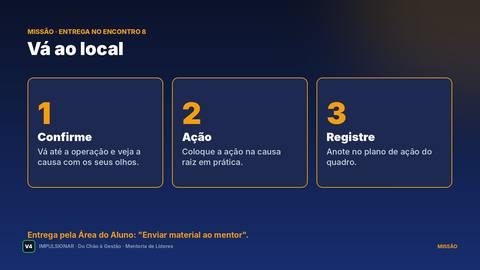 MISSÃO · ENTREGA NO ENCONTRO 8
Vá ao local
1
Confirme
Vá até a operação e veja a
causa com os seus olhos.
2
Ação
Coloque a ação na causa
raiz em prática.
3
Registre
Anote no plano de ação do
quadro.
Entrega pela Área do Aluno: "Enviar material ao mentor".
V4 IMPULSIONAR · Do Chão à Gestão · Mentoria de Líderes
MISSÃO